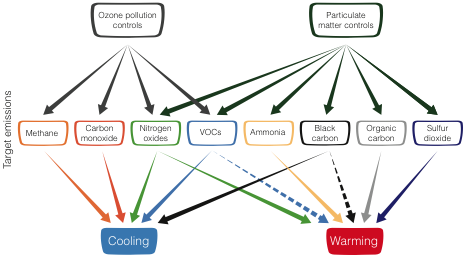 Ozone pollution
controls
Particulate
matter controls
Target emissions
Methane
Carbon
monoxide
Nitrogen
oxides
VOCs
Ammonia
Black
carbon
Organic
carbon
Sulfur
dioxide
Cooling
Warming